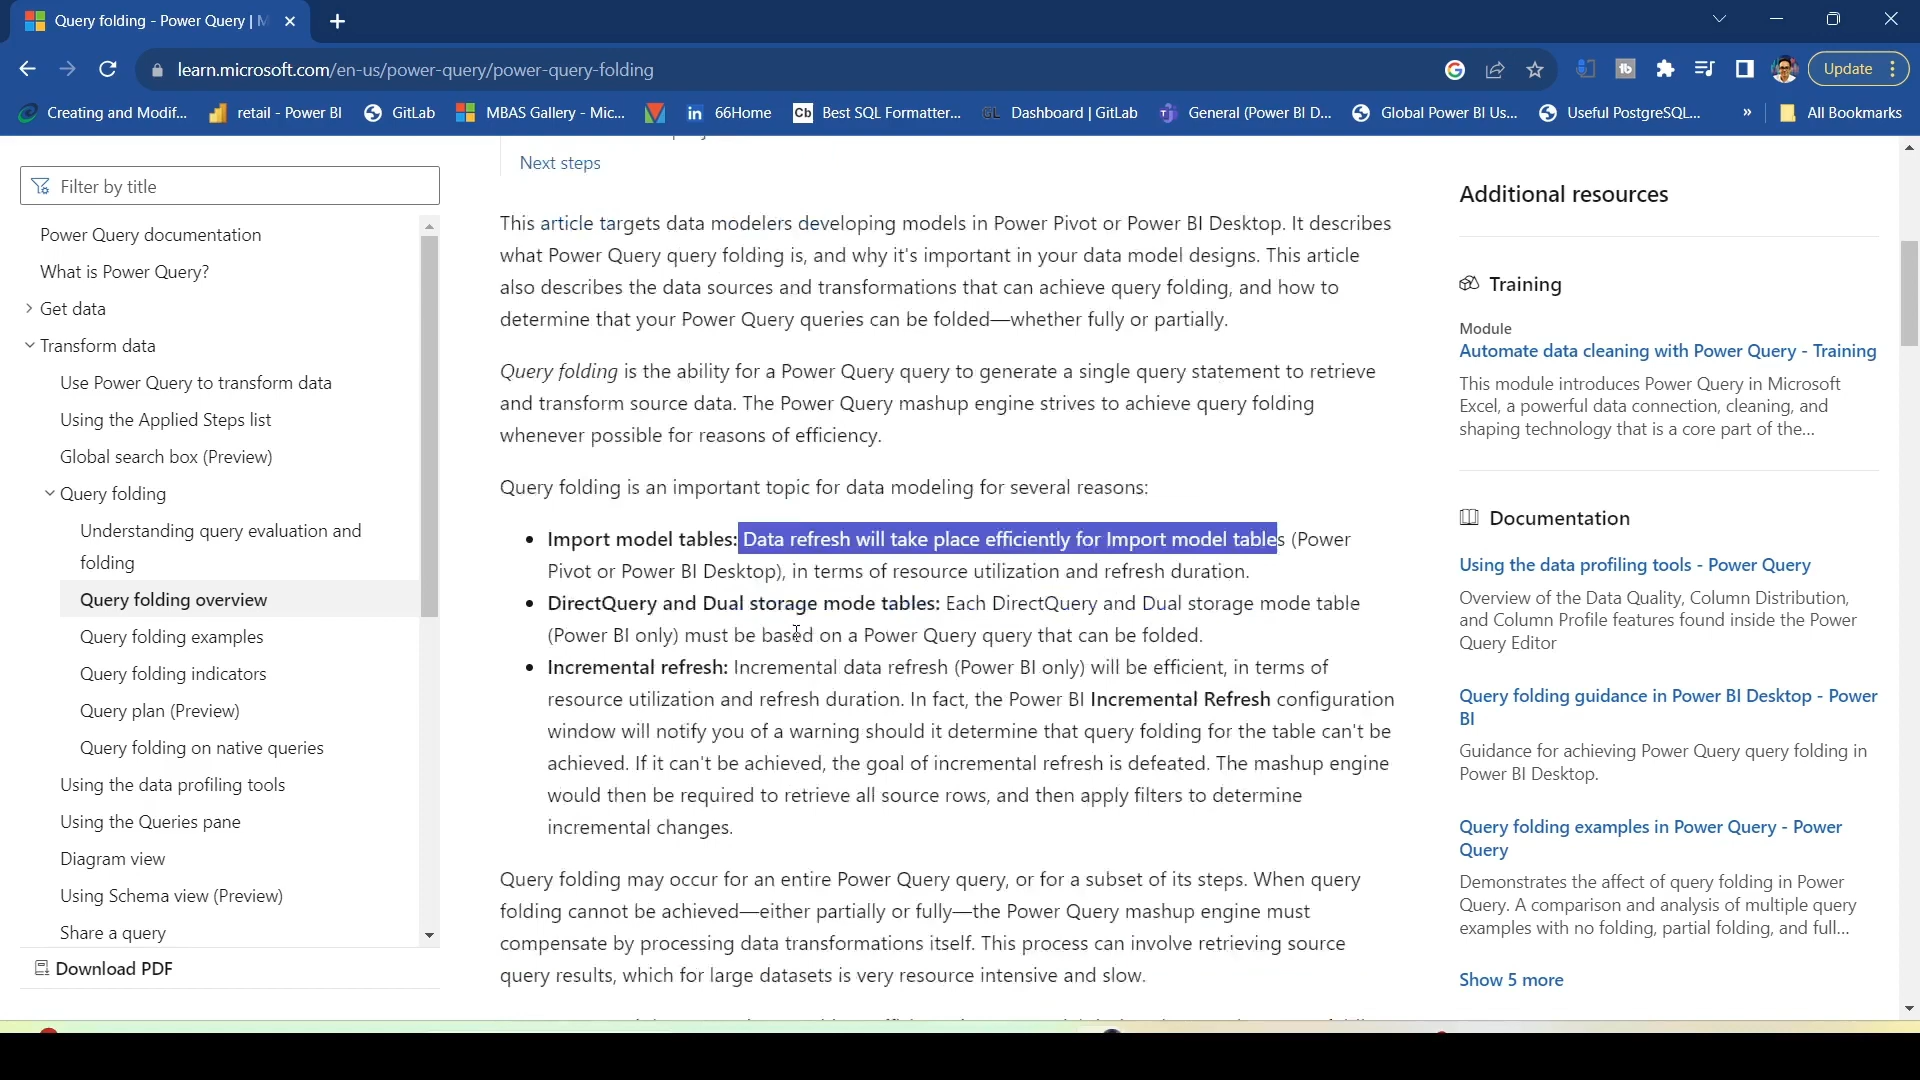 Query folding - Power Query | M
learn.microsoft.com/en-us/power-query/power-query-folding
Update
Creating and Modif...
retail - Power BI
GitLab
MBAS Gallery - Mic...
66Home
Best SQL Formatter...
Dashboard | GitLab
General (Power BI D...
Global Power BI Us...
Useful PostgreSQL...
»
All Bookmarks
Filter by title
Power Query documentation
What is Power Query?
Get data
Transform data
Use Power Query to transform data
Using the Applied Steps list
Global search box (Preview)
Query folding
Understanding query evaluation and
folding
Query folding overview
Query folding examples
Query folding indicators
Query plan (Preview)
Query folding on native queries
Using the data profiling tools
Using the Queries pane
Diagram view
Using Schema view (Preview)
Share a query
Download PDF
Next steps
This article targets data modelers developing models in Power Pivot or Power BI Desktop. It describes
what Power Query query folding is, and why it's important in your data model designs. This article
also describes the data sources and transformations that can achieve query folding, and how to
determine that your Power Query queries can be folded—whether fully or partially.
Query folding is the ability for a Power Query query to generate a single query statement to retrieve
and transform source data. The Power Query mashup engine strives to achieve query folding
whenever possible for reasons of efficiency.
Query folding is an important topic for data modeling for several reasons:
• Import model tables: Data refresh will take place efficiently for Import model tables (Power
Pivot or Power BI Desktop), in terms of resource utilization and refresh duration.
• DirectQuery and Dual storage mode tables: Each DirectQuery and Dual storage mode table
(Power BI only) must be based on a Power Query query that can be folded.
• Incremental refresh: Incremental data refresh (Power BI only) will be efficient, in terms of
resource utilization and refresh duration. In fact, the Power BI Incremental Refresh configuration
window will notify you of a warning should it determine that query folding for the table can't be
achieved. If it can't be achieved, the goal of incremental refresh is defeated. The mashup engine
would then be required to retrieve all source rows, and then apply filters to determine
incremental changes.
Query folding may occur for an entire Power Query query, or for a subset of its steps. When query
folding cannot be achieved—either partially or fully—the Power Query mashup engine must
compensate by processing data transformations itself. This process can involve retrieving source
query results, which for large datasets is very resource intensive and slow.
Additional resources
Training
Module
Automate data cleaning with Power Query - Training
This module introduces Power Query in Microsoft
Excel, a powerful data connection, cleaning, and
shaping technology that is a core part of the...
Documentation
Using the data profiling tools - Power Query
Overview of the Data Quality, Column Distribution,
and Column Profile features found inside the Power
Query Editor
Query folding guidance in Power BI Desktop - Power
BI
Guidance for achieving Power Query query folding in
Power BI Desktop.
Query folding examples in Power Query - Power
Query
Demonstrates the affect of query folding in Power
Query. A comparison and analysis of multiple query
examples with no folding, partial folding, and full...
Show 5 more